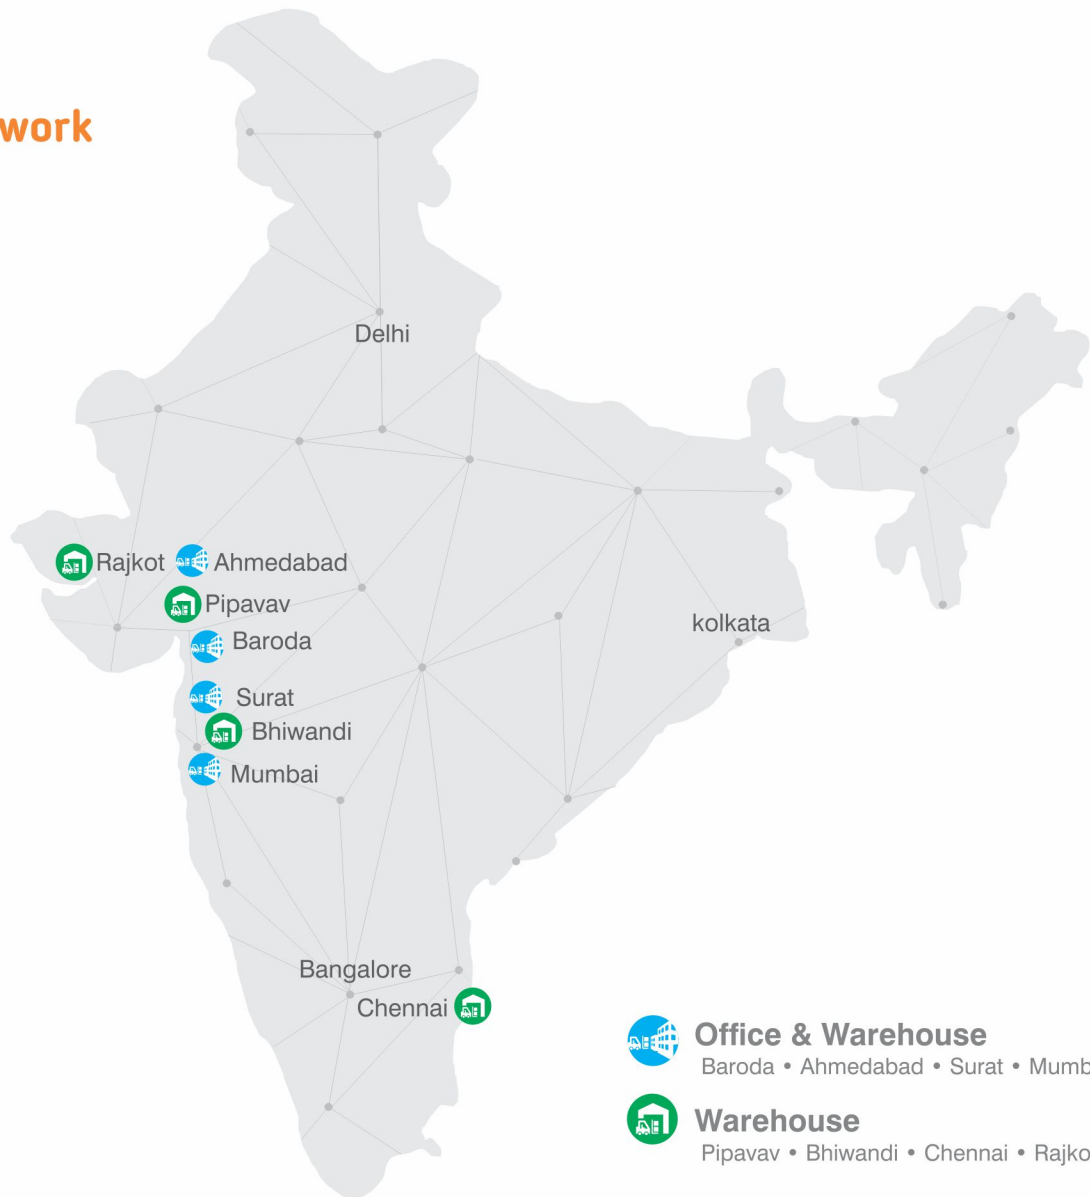 work
Delhi
Rajkot Ahmedabad
Pipavav
kolkata
Baroda
Surat
Bhiwandi
Mumbai
Bangalore
Chennai
Office & Warehouse
Baroda • Ahmedabad • Surat • Mumb
Warehouse
Pipavav • Bhiwandi • Chennai • Rajko